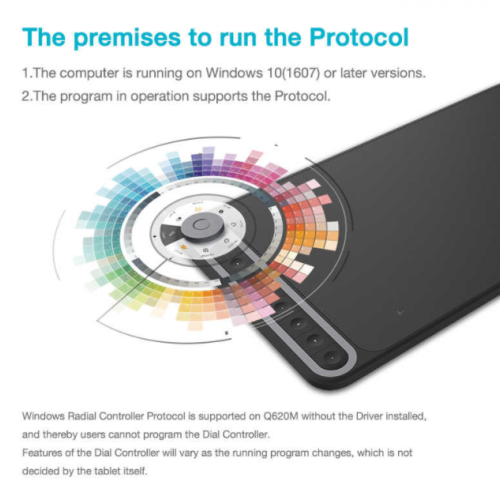 The premises to run the Protocol
1.The computer is running on Windows 10(1607) or later versions.
2.The program in operation supports the Protocol.
Windows Radial Controller Protocol is supported on Q620M without the Driver installed,
and thereby users cannot program the Dial Controller.
Features of the Dial Controller will vary as the running program changes, which is not
decided by the tablet itself.